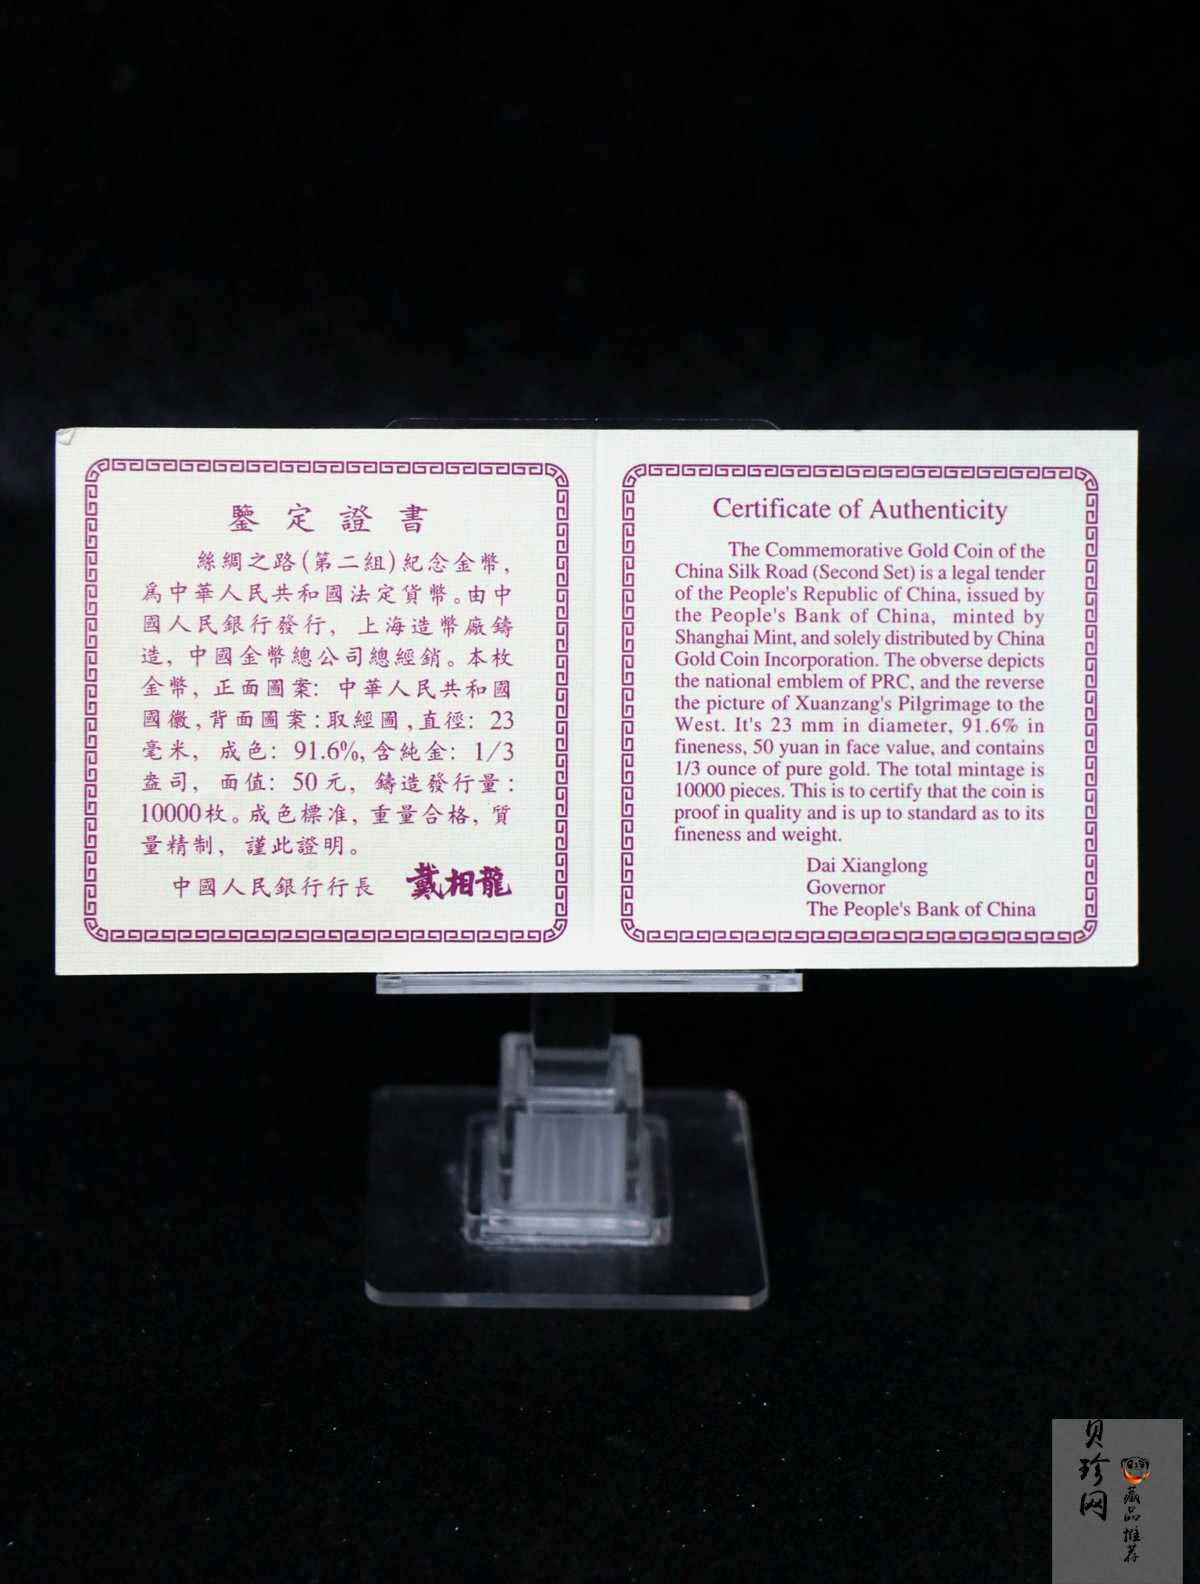 鑒定證書
絲綢之路(第二組)紀念金幣,
爲中華人民共和國法定貨幣。由中
國人民銀行發行,上海造幣廠鑄
造,中國金幣總公司總經銷。本枚
金幣,正面圖案:中華人民共和國
國徽,背面圖案:取經圖,直徑:23
毫米,成色:91.6%,含純金:1/3
盎司,面值:50元,鑄造發行量:
10000枚。成色標准,重量合格,質
量精制,謹此證明。
中國人民銀行行長 戴相龍
Certificate of Authenticity
The Commemorative Gold Coin of the
China Silk Road (Second Set) is a legal tender
of the People's Republic of China, issued by
the People's Bank of China, minted by
Shanghai Mint, and solely distributed by China
Gold Coin Incorporation. The obverse depicts
the national emblem of PRC, and the reverse
the picture of Xuanzang's Pilgrimage to the
West. It's 23 mm in diameter, 91.6% in
fineness, 50 yuan in face value, and contains
1/3 ounce of pure gold. The total mintage is
10000 pieces. This is to certify that the coin is
proof in quality and is up to standard as to its
fineness and weight.
Dai Xianglong
Governor
The People's Bank of China
贝珍网
藏品推荐